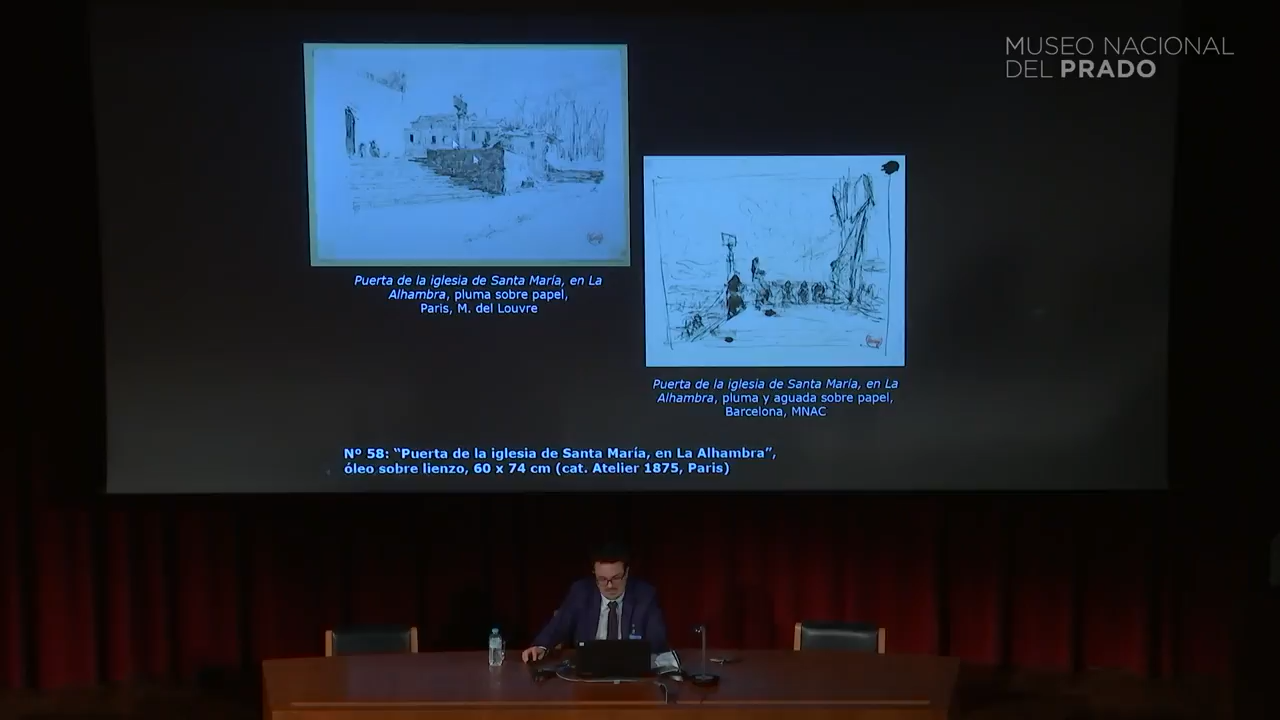 MUSEO NACIONAL
DEL PRADO
Puerta de la iglesia de Santa María, en La
Alhambra, pluma sobre papel,
Paris, M. del Louvre
Puerta de la iglesia de Santa María, en La
Alhambra, pluma y aguada sobre papel,
Barcelona, MNAC
Nº 58: “Puerta de la iglesia de Santa María, en La Alhambra”,
óleo sobre lienzo, 60 x 74 cm (cat. Atelier 1875, Paris)